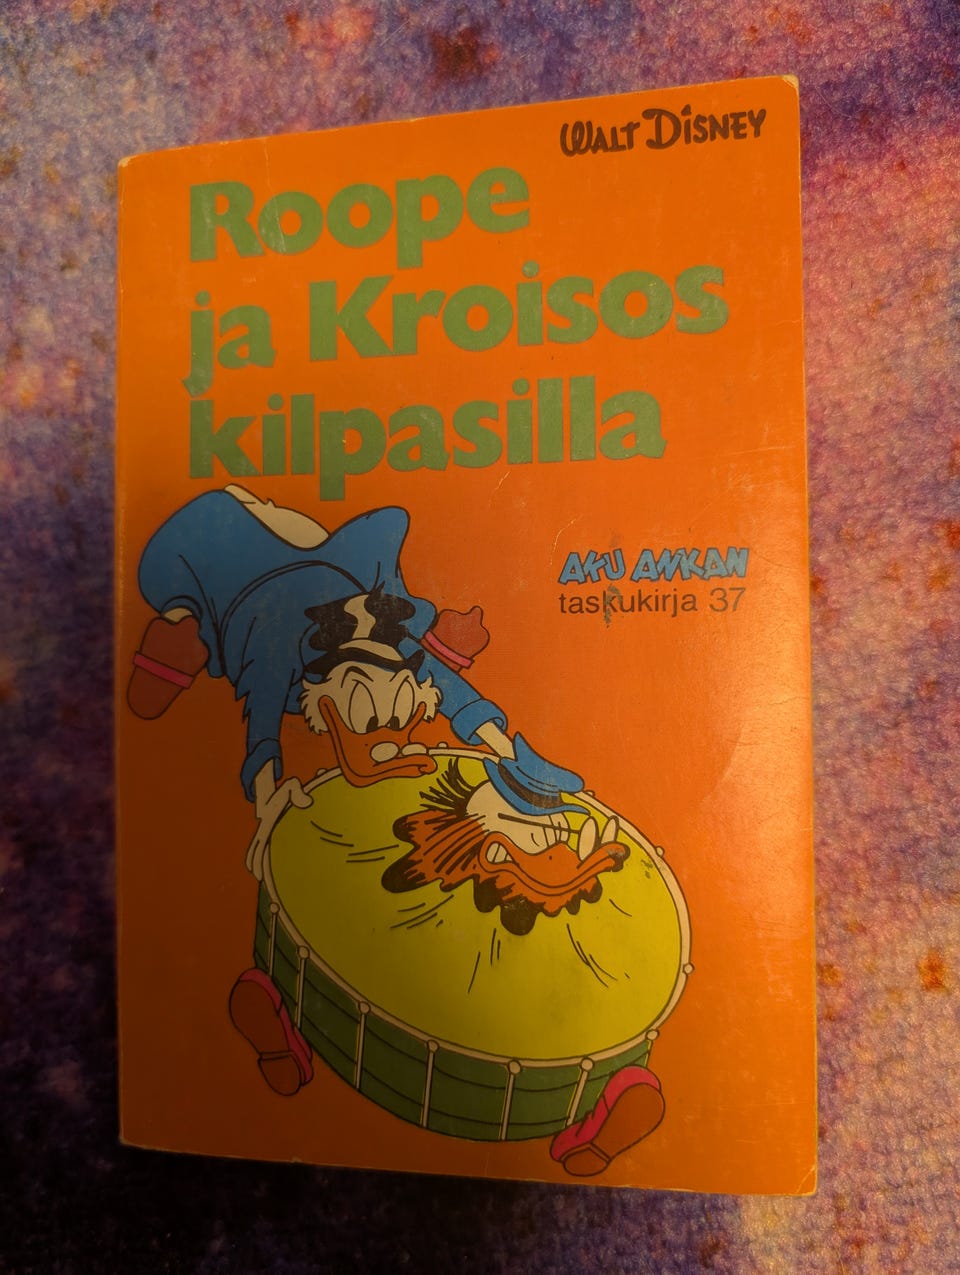 WALT DISNEY
Roope
ja Kroisos
kilpasilla
AKU ANKAN
taskukirja 37